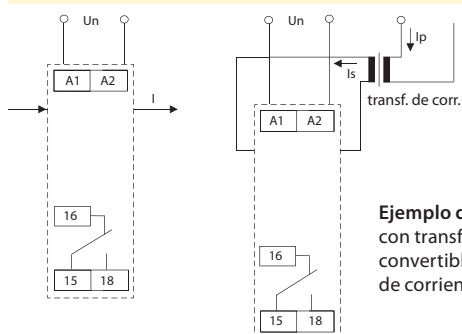 Un
A1 A2
I
16
15 18
Un
Ip
Is
transf. de corr.
A1 A2
16
15 18
Ejemplo
con transf
convertibl
de corrien